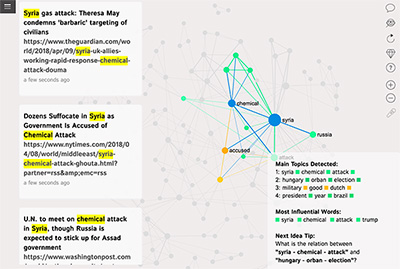 Syria gas attack: Theresa May
condemns 'barbaric' targeting of
civilians
https://www.theguardian.com/wo
rld/2018/apr/09/syria-uk-allies-
working-rapid-response-chemical-
attack-douma
a few seconds ago
Dozens Suffocate in Syria as
Government Is Accused of
Chemical Attack
https://www.nytimes.com/2018/
04/08/world/middleeast/syria-
chemical-attack-ghouta.html?
partner=rss&amp;emc=rss
a few seconds ago
U.N. to meet on chemical attack
in Syria, though Russia is
expected to stick up for Assad
government
https://www.washingtonpost.com
chemical
syria
russia
accused
attack
Main Topics Detected:
1: syria chemical attack
2: hungary orban election
3: military good dutch
4: president year brazil
Most Influential Words:
syria chemical attack trump
Next Idea Tip:
What is the relation between
"syria - chemical - attack" and
"hungary - orban - election"?